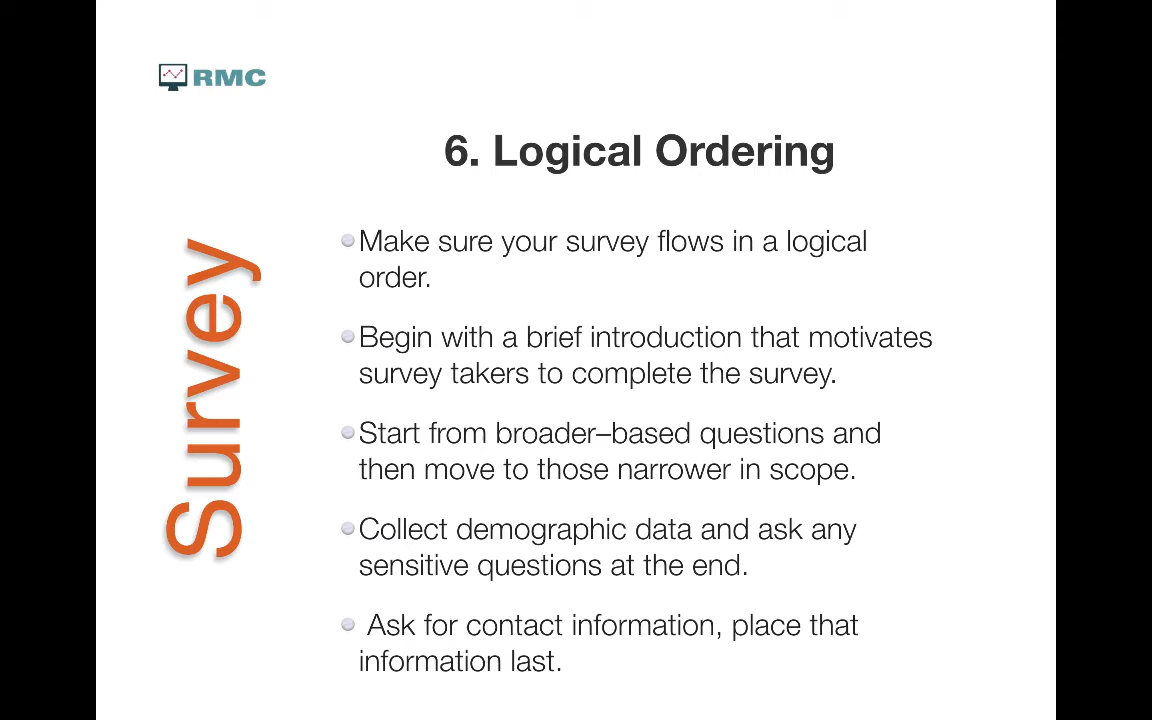 RMC
6. Logical Ordering
Survey
Make sure your survey flows in a logical
order.
Begin with a brief introduction that motivates
survey takers to complete the survey.
Start from broader–based questions and
then move to those narrower in scope.
Collect demographic data and ask any
sensitive questions at the end.
Ask for contact information, place that
information last.